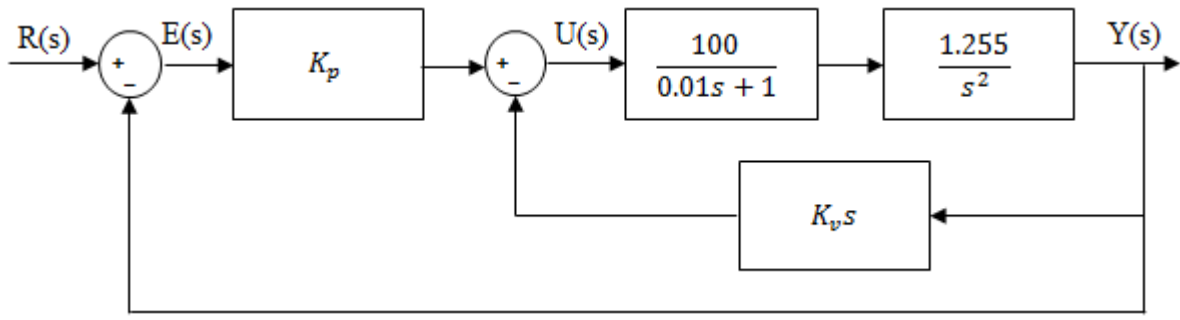 R(s)
+
−
E(s)
K_p
+
−
U(s)
100
0.01s + 1
1.255
s²
Y(s)
K_v s